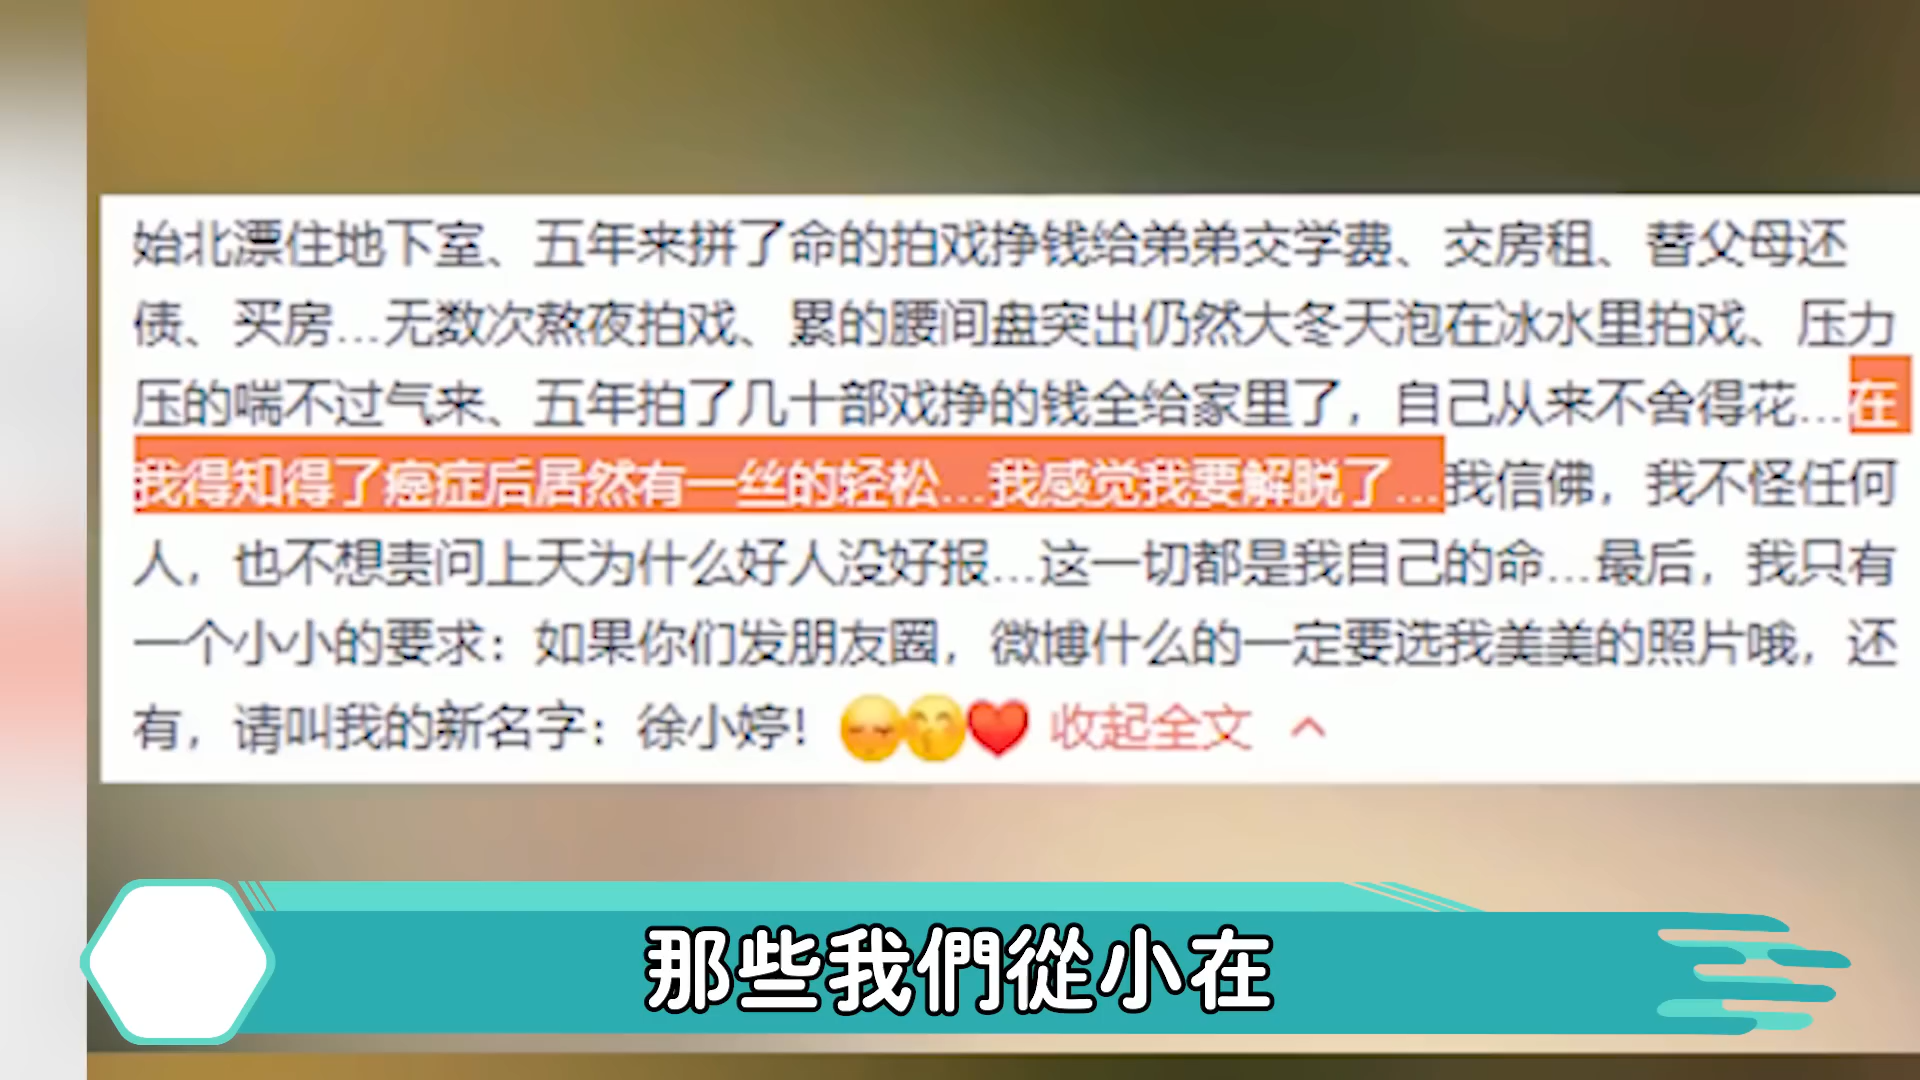 始北漂住地下室、五年来拼了命的拍戏挣钱给弟弟交学费、交房租、替父母还
债、买房...无数次熬夜拍戏、累的腰间盘突出仍然大冬天泡在冰水里拍戏、压力
压的喘不过气来、五年拍了几十部戏挣的钱全给家里了，自己从来不舍得花...在
我得知得了癌症后居然有一丝的轻松...我感觉我要解脱了...我信佛，我不怪任何
人，也不想责问上天为什么好人没好报...这一切都是我自己的命...最后，我只有
一个小小的要求：如果你们发朋友圈，微博什么的一定要选我美美的照片哦，还
有，请叫我的新名字：徐小婷！😌😙❤️ 收起全文 ^
那些我們從小在